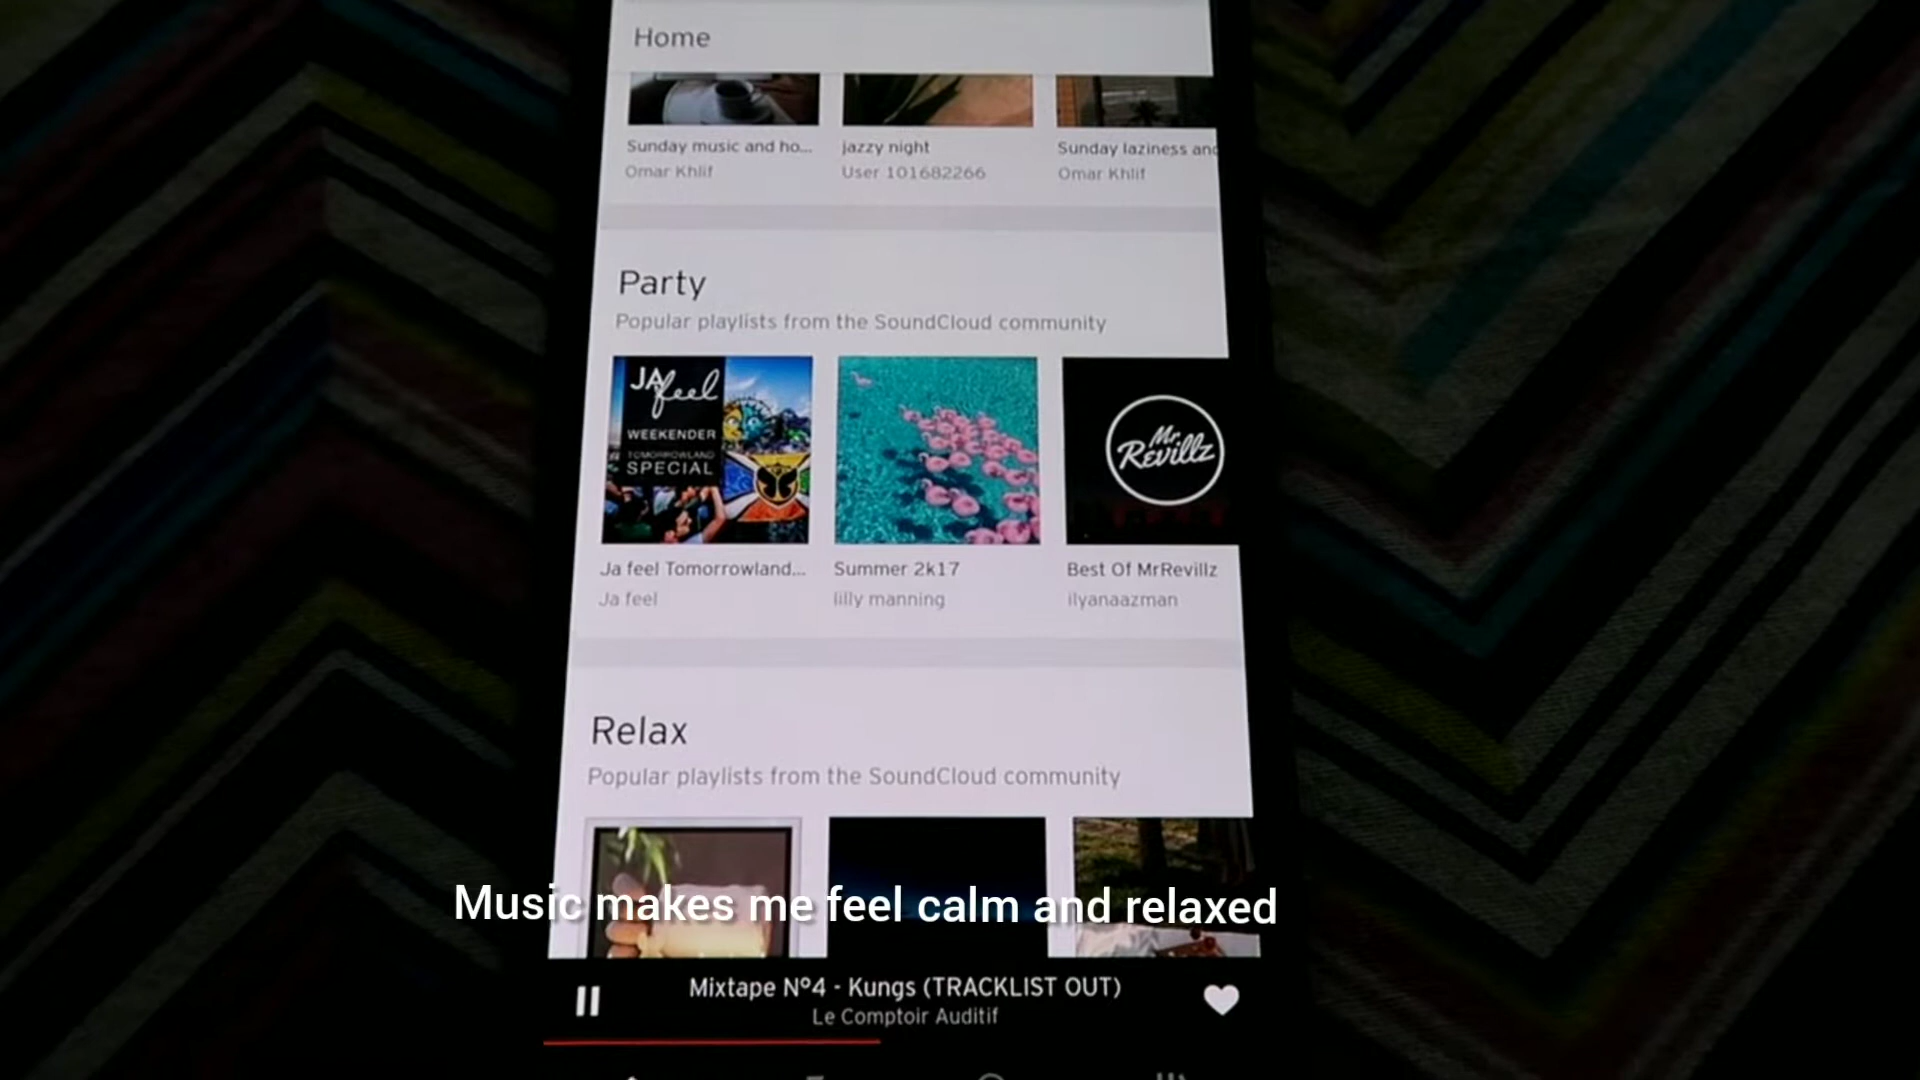 Home
Sunday music and ho...
Omar Khlif
jazzy night
User 101682266
Sunday laziness and
Omar Khlif
Party
Popular playlists from the SoundCloud community
JA feel
WEEKENDER
TOMORROWLAND
SPECIAL
Mr
Revillz
Ja feel Tomorrowland...
Ja feel
Summer 2k17
lilly manning
Best Of MrRevillz
ilyanaazman
Relax
Popular playlists from the SoundCloud community
Music makes me feel calm and relaxed
Mixtape Nº4 - Kungs (TRACKLIST OUT)
Le Comptoir Auditif